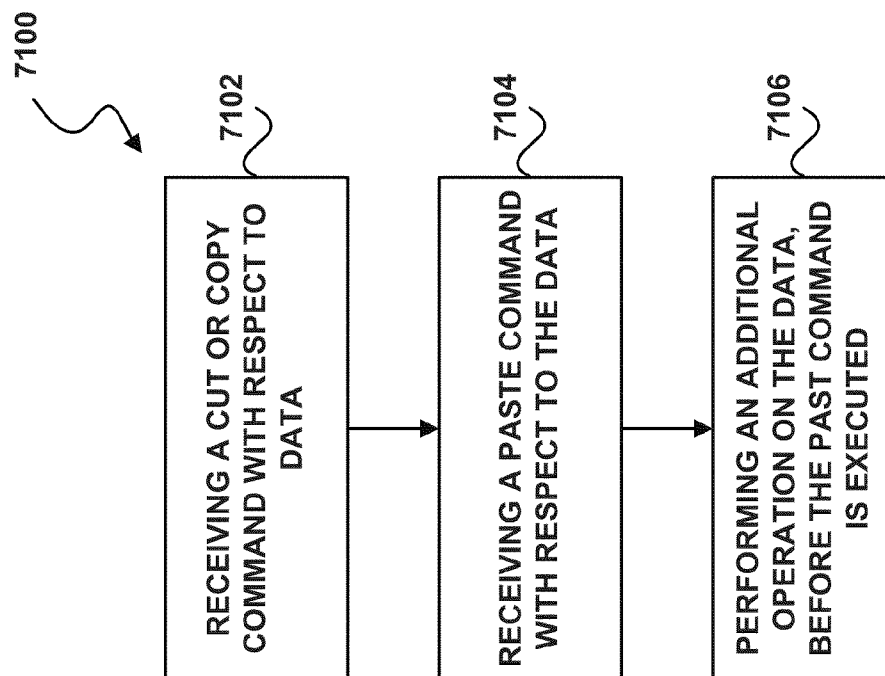 7100
7102
RECEIVING A CUT OR COPY
COMMAND WITH RESPECT TO
DATA
7104
RECEIVING A PASTE COMMAND
WITH RESPECT TO THE DATA
7106
PERFORMING AN ADDITIONAL
OPERATION ON THE DATA,
BEFORE THE PAST COMMAND
IS EXECUTED